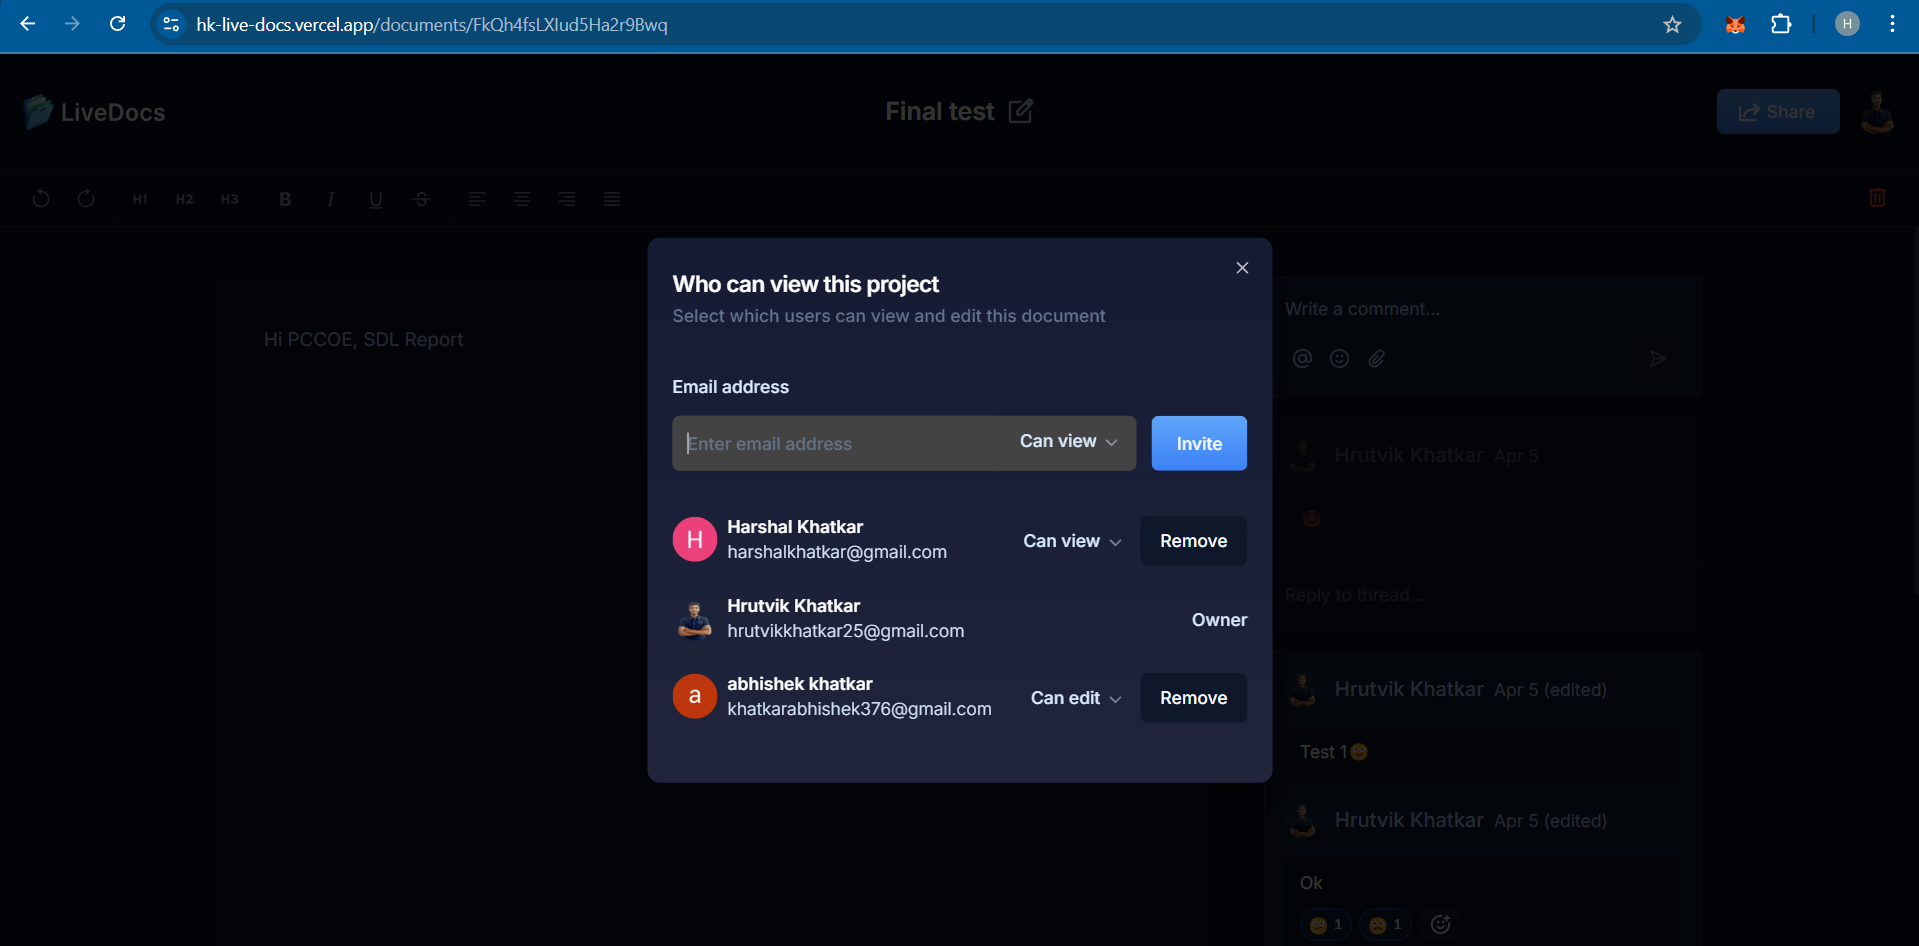 hk-live-docs.vercel.app/documents/FkQh4fsLXIud5Ha2r9Bwq
H
LiveDocs
Final test
Share
H1 H2 H3 B I U S
Who can view this project
Select which users can view and edit this document
Hi PCCOE, SDL Report
Email address
Enter email address
Can view
Invite
H
Harshal Khatkar
harshalkhatkar@gmail.com
Can view
Remove
Hrutvik Khatkar
hrutvikkhatkar25@gmail.com
Owner
a
abhishek khatkar
khatkarabhishek376@gmail.com
Can edit
Remove
Write a comment...
@
Hrutvik Khatkar Apr 5
Reply to thread...
Hrutvik Khatkar Apr 5 (edited)
Test 1
Hrutvik Khatkar Apr 5 (edited)
Ok
1 1